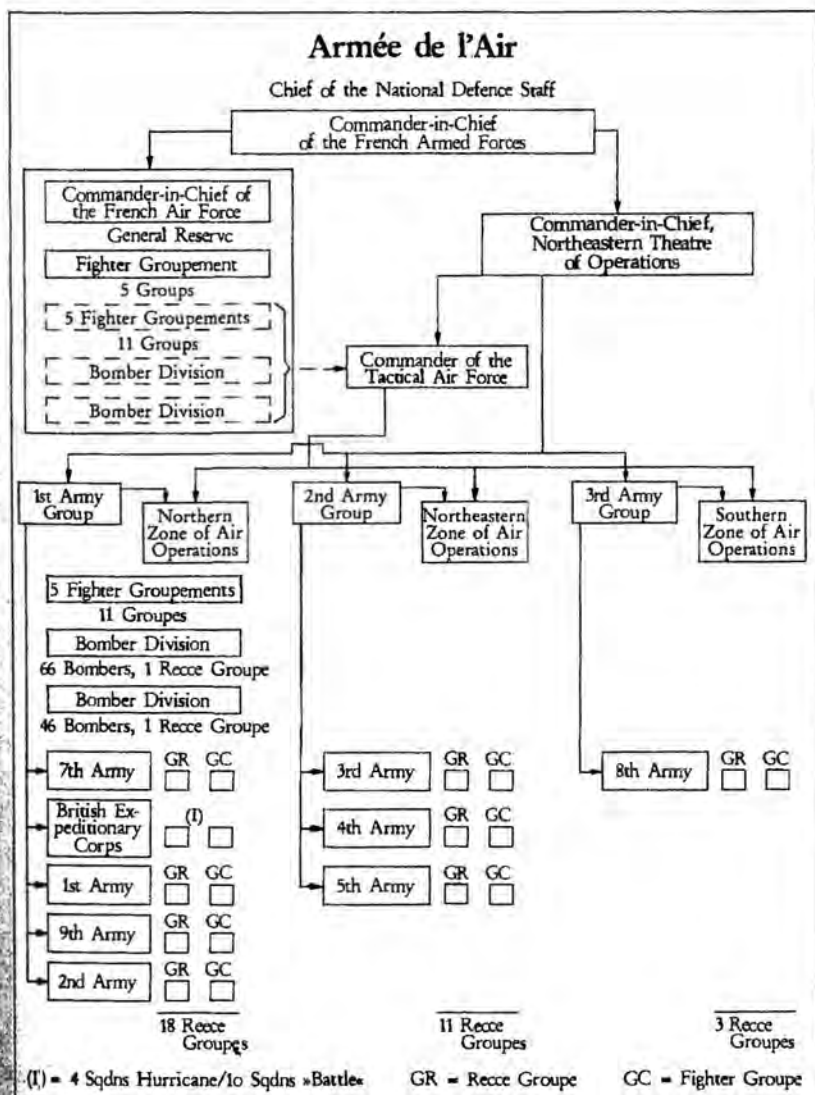 Armée de l'Air
Chief of the National Defence Staff
Commander-in-Chief
of the French Armed Forces
Commander-in-Chief of
the French Air Force
General Reserve
Fighter Groupement
5 Groups
5 Fighter Groupements
11 Groups
Bomber Division
Bomber Division
Commander-in-Chief,
Northeastern Theatre
of Operations
Commander of the
Tactical Air Force
1st Army
Group
Northern
Zone of Air
Operations
2nd Army
Group
Northeastern
Zone of Air
Operations
3rd Army
Group
Southern
Zone of Air
Operations
5 Fighter Groupements
11 Groupes
Bomber Division
66 Bombers, 1 Recce Groupe
Bomber Division
46 Bombers, 1 Recce Groupe
7th Army GR GC
British Ex-
peditionary
Corps (I)
1st Army GR GC
9th Army GR GC
2nd Army GR GC
18 Recce
Groupes
3rd Army GR GC
4th Army GR GC
5th Army GR GC
11 Recce
Groupes
8th Army GR GC
3 Recce
Groupes
(I) = 4 Sqdns Hurricane/10 Sqdns »Battle« GR = Recce Groupe GC = Fighter Groupe